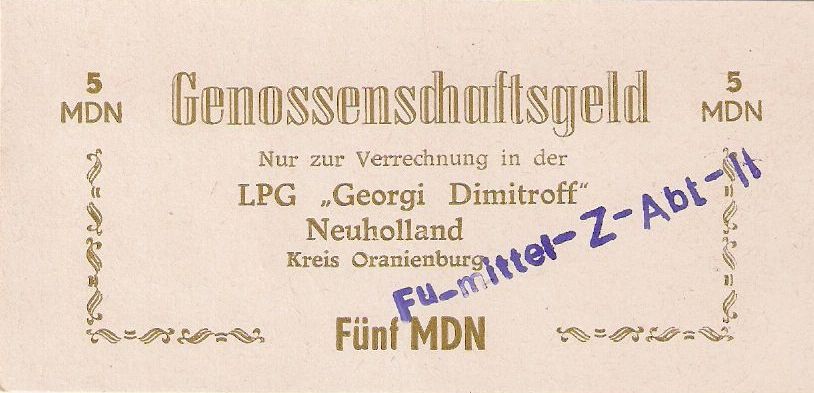 5
MDN
Genossenschaftsgeld
5
MDN
Nur zur Verrechnung in der
LPG „Georgi Dimitroff“
Neuholland
Kreis Oranienburg
Fünf MDN
Fu-mittel-Z-Abt-It